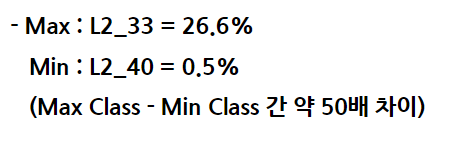 - Max : L2_33 = 26.6%
Min : L2_40 = 0.5%
(Max Class - Min Class 간 약 50배 차이)